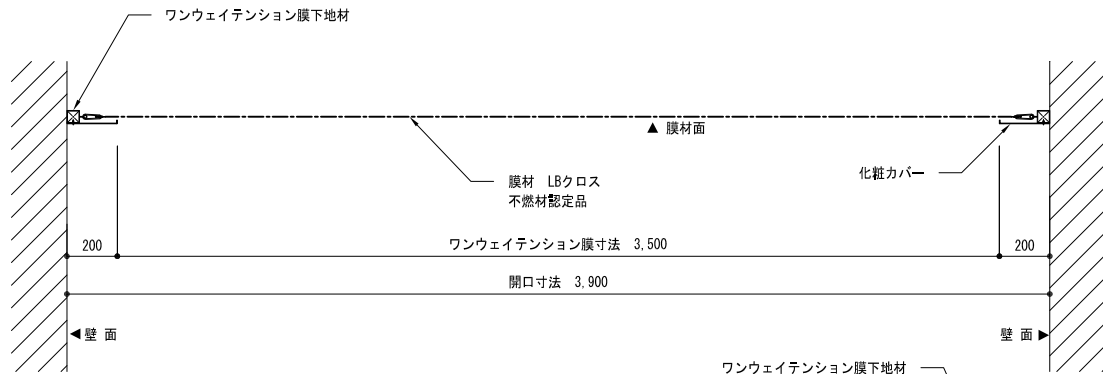 ワンウェイテンション膜下地材
▲ 膜材面
膜材 LBクロス
不燃材認定品
化粧カバー
200
ワンウェイテンション膜寸法 3,500
200
開口寸法 3,900
◀壁 面
壁 面▶
ワンウェイテンション膜下地材